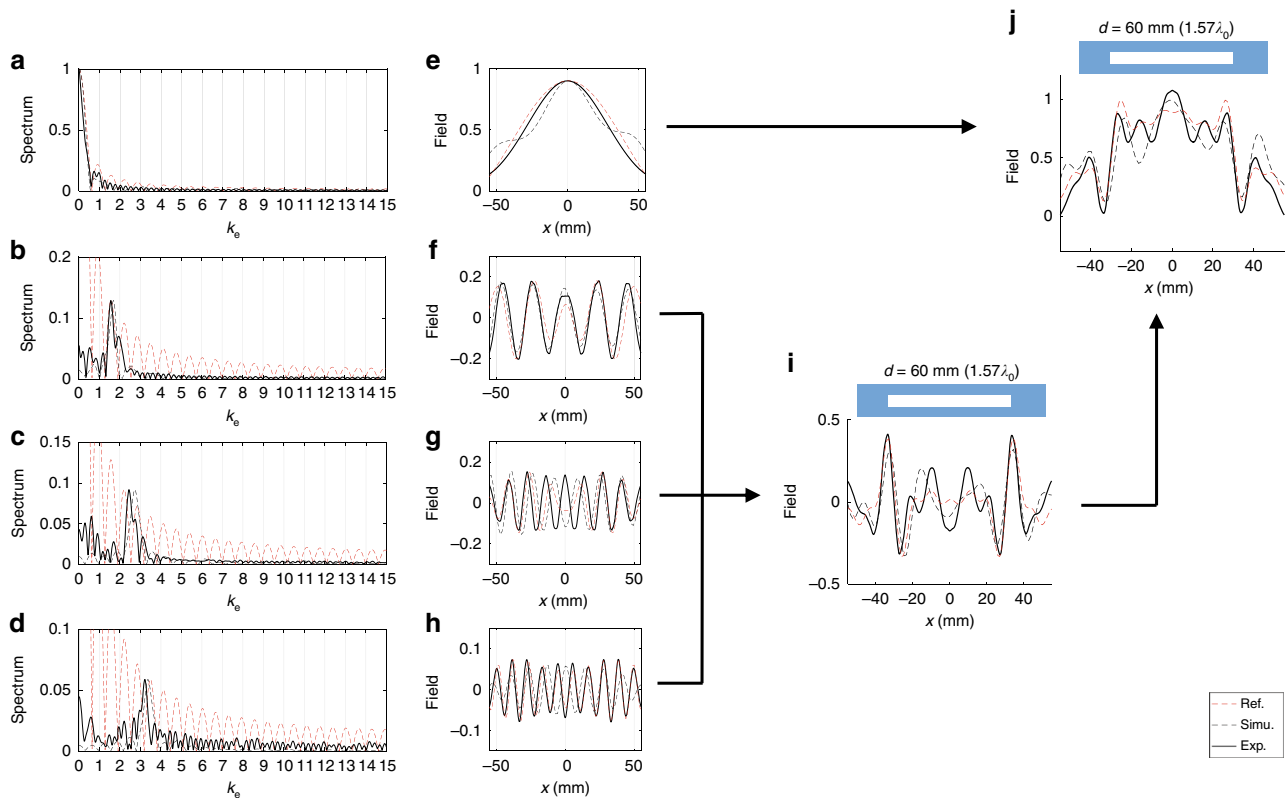 a
1
0.5
0
Spectrum
0 1 2 3 4 5 6 7 8 9 10 11 12 13 14 15
ke
e
1
0.5
0
Field
–50 0 50
x (mm)
j
d = 60 mm (1.57λ0)
1
0.5
0
Field
–40 –20 0 20 40
x (mm)
b
0.2
0.1
0
Spectrum
0 1 2 3 4 5 6 7 8 9 10 11 12 13 14 15
ke
f
0.2
0
–0.2
Field
–50 0 50
x (mm)
c
0.15
0.1
0.05
0
Spectrum
0 1 2 3 4 5 6 7 8 9 10 11 12 13 14 15
ke
g
0.2
0
–0.2
Field
–50 0 50
x (mm)
i
d = 60 mm (1.57λ0)
0.5
0
–0.5
Field
–40 –20 0 20 40
x (mm)
d
0.1
0.05
0
Spectrum
0 1 2 3 4 5 6 7 8 9 10 11 12 13 14 15
ke
h
0.1
0
–0.1
Field
–50 0 50
x (mm)
Ref.
Simu.
Exp.